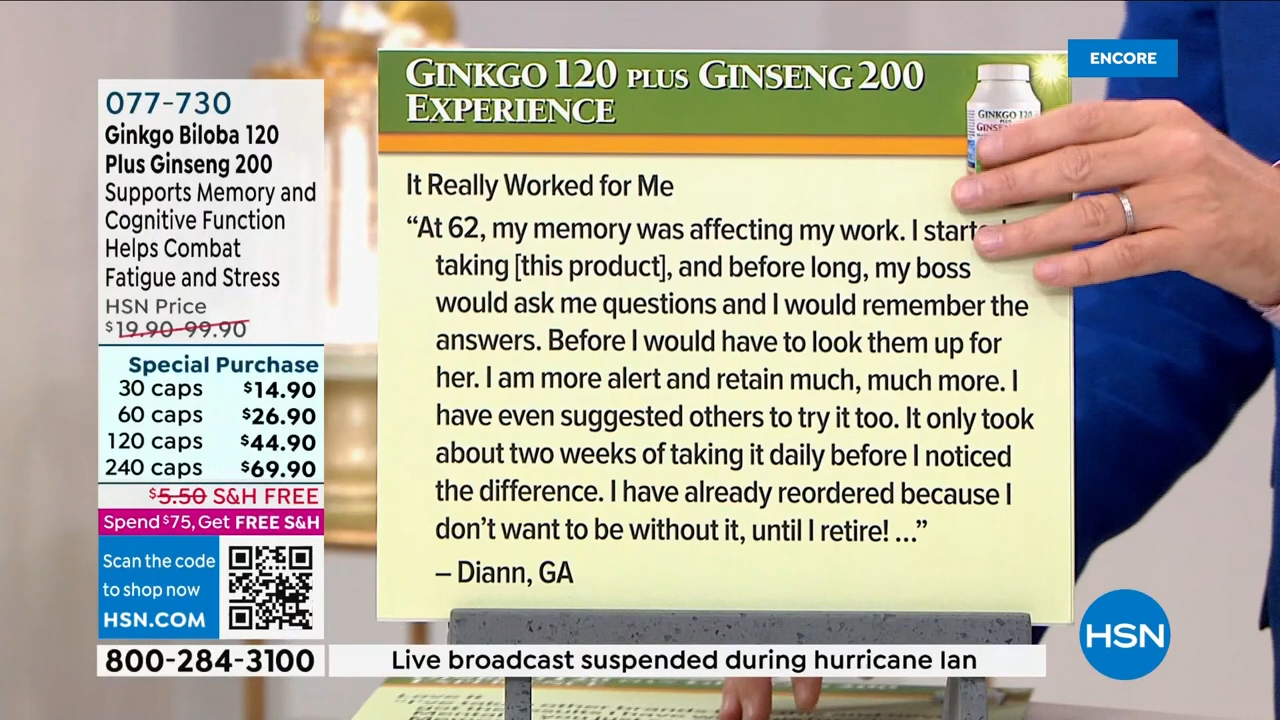 ENCORE
077-730
Ginkgo Biloba 120
Plus Ginseng 200
Supports Memory and
Cognitive Function
Helps Combat
Fatigue and Stress
HSN Price
$19.90-99.90
Special Purchase
30 caps $14.90
60 caps $26.90
120 caps $44.90
240 caps $69.90
$5.50 S&H FREE
Spend $75, Get FREE S&H
Scan the code
to shop now
HSN.COM
800-284-3100
GINKGO 120 PLUS GINSENG 200
EXPERIENCE
GINKGO 120
PLUS
It Really Worked for Me
“At 62, my memory was affecting my work. I
taking [this product], and before long, my boss
would ask me questions and I would remember the
answers. Before I would have to look them up for
her. I am more alert and retain much, much more. I
have even suggested others to try it too. It only took
about two weeks of taking it daily before I noticed
the difference. I have already reordered because I
don’t want to be without it, until I retire! ...”
– Diann, GA
HSN
Live broadcast suspended during hurricane Ian
Love it